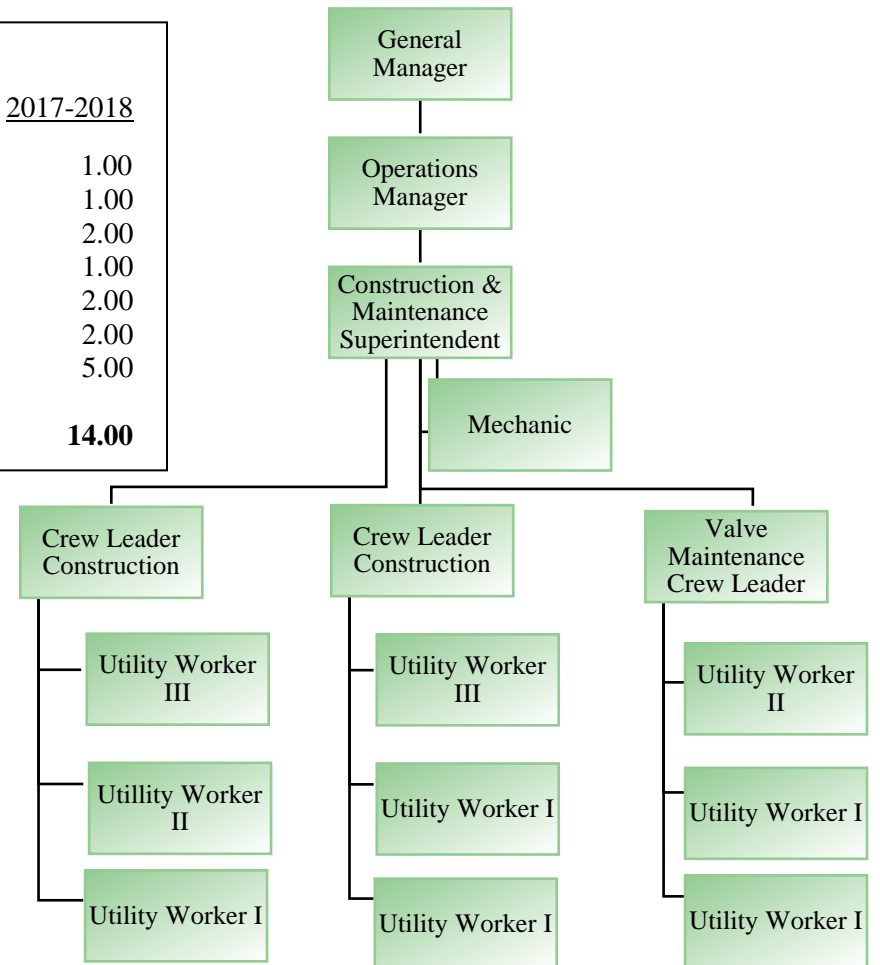 2017-2018
1.00
1.00
2.00
1.00
2.00
2.00
5.00
14.00
General
Manager
Operations
Manager
Construction &
Maintenance
Superintendent
Mechanic
Crew Leader
Construction
Crew Leader
Construction
Valve
Maintenance
Crew Leader
Utility Worker
III
Utillity Worker
II
Utility Worker I
Utility Worker
III
Utility Worker I
Utility Worker I
Utility Worker
II
Utility Worker I
Utility Worker I